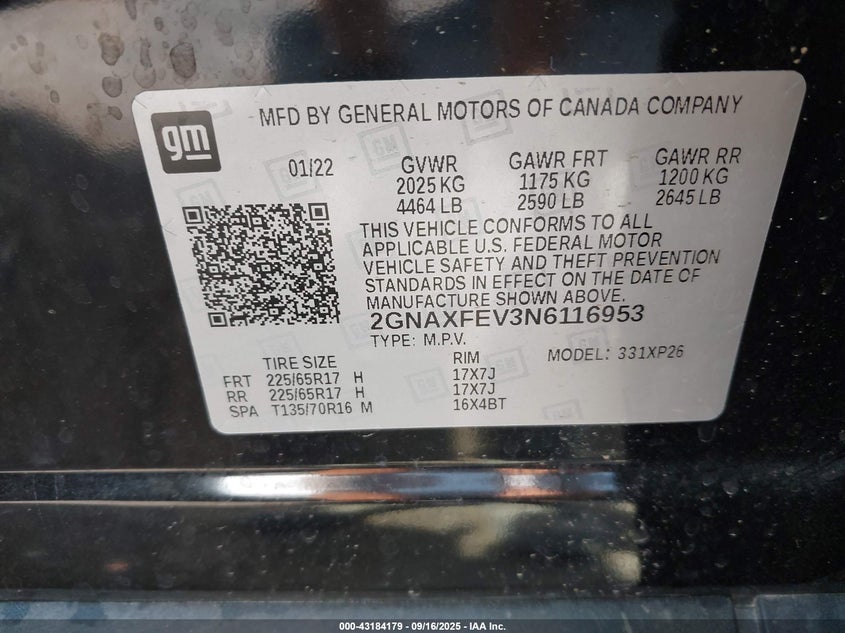 gm
MFD BY GENERAL MOTORS OF CANADA COMPANY
01/22
GVWR GAWR FRT GAWR RR
2025 KG 1175 KG 1200 KG
4464 LB 2590 LB 2645 LB
THIS VEHICLE CONFORMS TO ALL
APPLICABLE U.S. FEDERAL MOTOR
VEHICLE SAFETY AND THEFT PREVENTION
STANDARDS IN EFFECT ON THE DATE OF
MANUFACTURE SHOWN ABOVE.
2GNAXFEV3N6116953
TYPE: M.P.V.
MODEL: 331XP26
TIRE SIZE RIM
FRT 225/65R17 H 17X7J
RR 225/65R17 H 17X7J
SPA T135/70R16 M 16X4BT
000-43184179 - 09/16/2025 - IAA Inc.